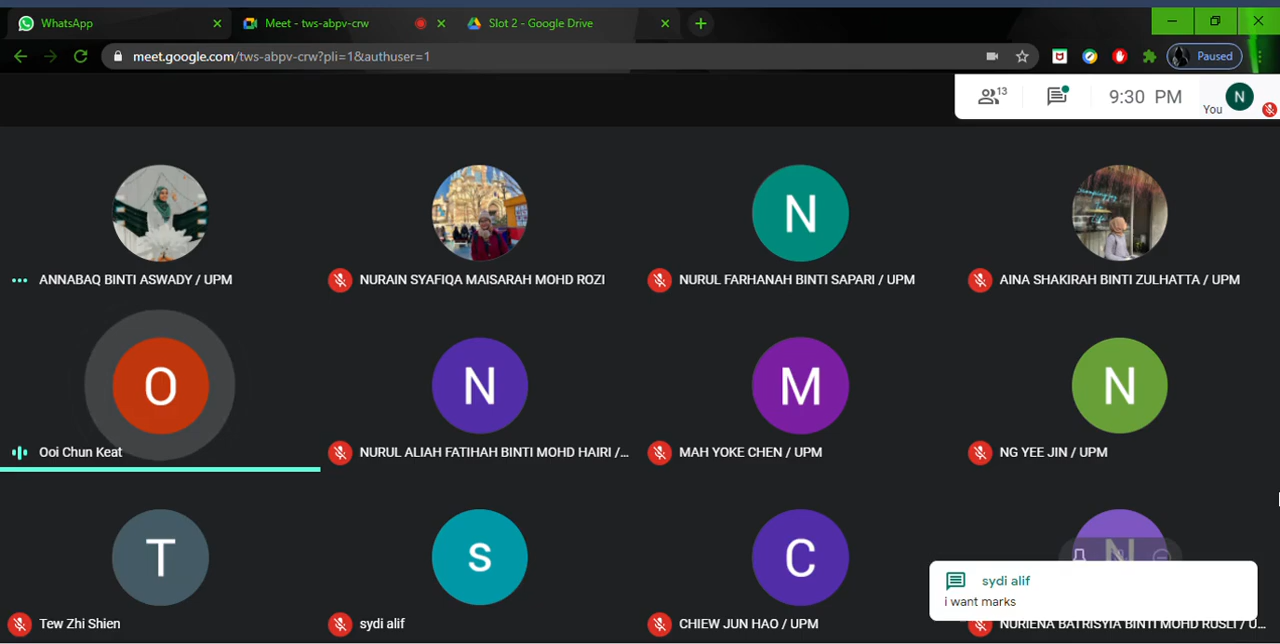 WhatsApp
Meet - tws-abpv-crw
Slot 2 - Google Drive
meet.google.com/tws-abpv-crw?pli=1&authuser=1
Paused
13
9:30 PM
You
N
N
ANNABAQ BINTI ASWADY / UPM
NURAIN SYAFIQA MAISARAH MOHD ROZI
NURUL FARHANAH BINTI SAPARI / UPM
AINA SHAKIRAH BINTI ZULHATTA / UPM
O
N
M
N
Ooi Chun Keat
NURUL ALIAH FATIHAH BINTI MOHD HAIRI /...
MAH YOKE CHEN / UPM
NG YEE JIN / UPM
T
S
C
N
sydi alif
i want marks
Tew Zhi Shien
sydi alif
CHIEW JUN HAO / UPM
NURIENA BATRISYIA BINTI MOHD RUSLI / U...